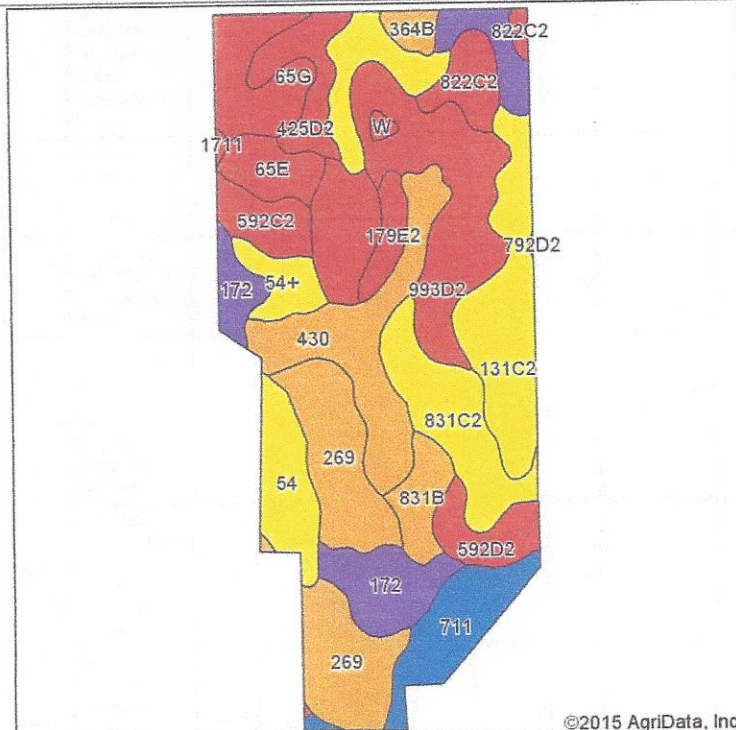 364B
822C2
65G
822C2
425D2
W
1711
65E
592C2
179E2
792D2
54+
172
993D2
430
131C2
831C2
269
54
831B
592D2
172
711
269
©2015 AgriData, Inc